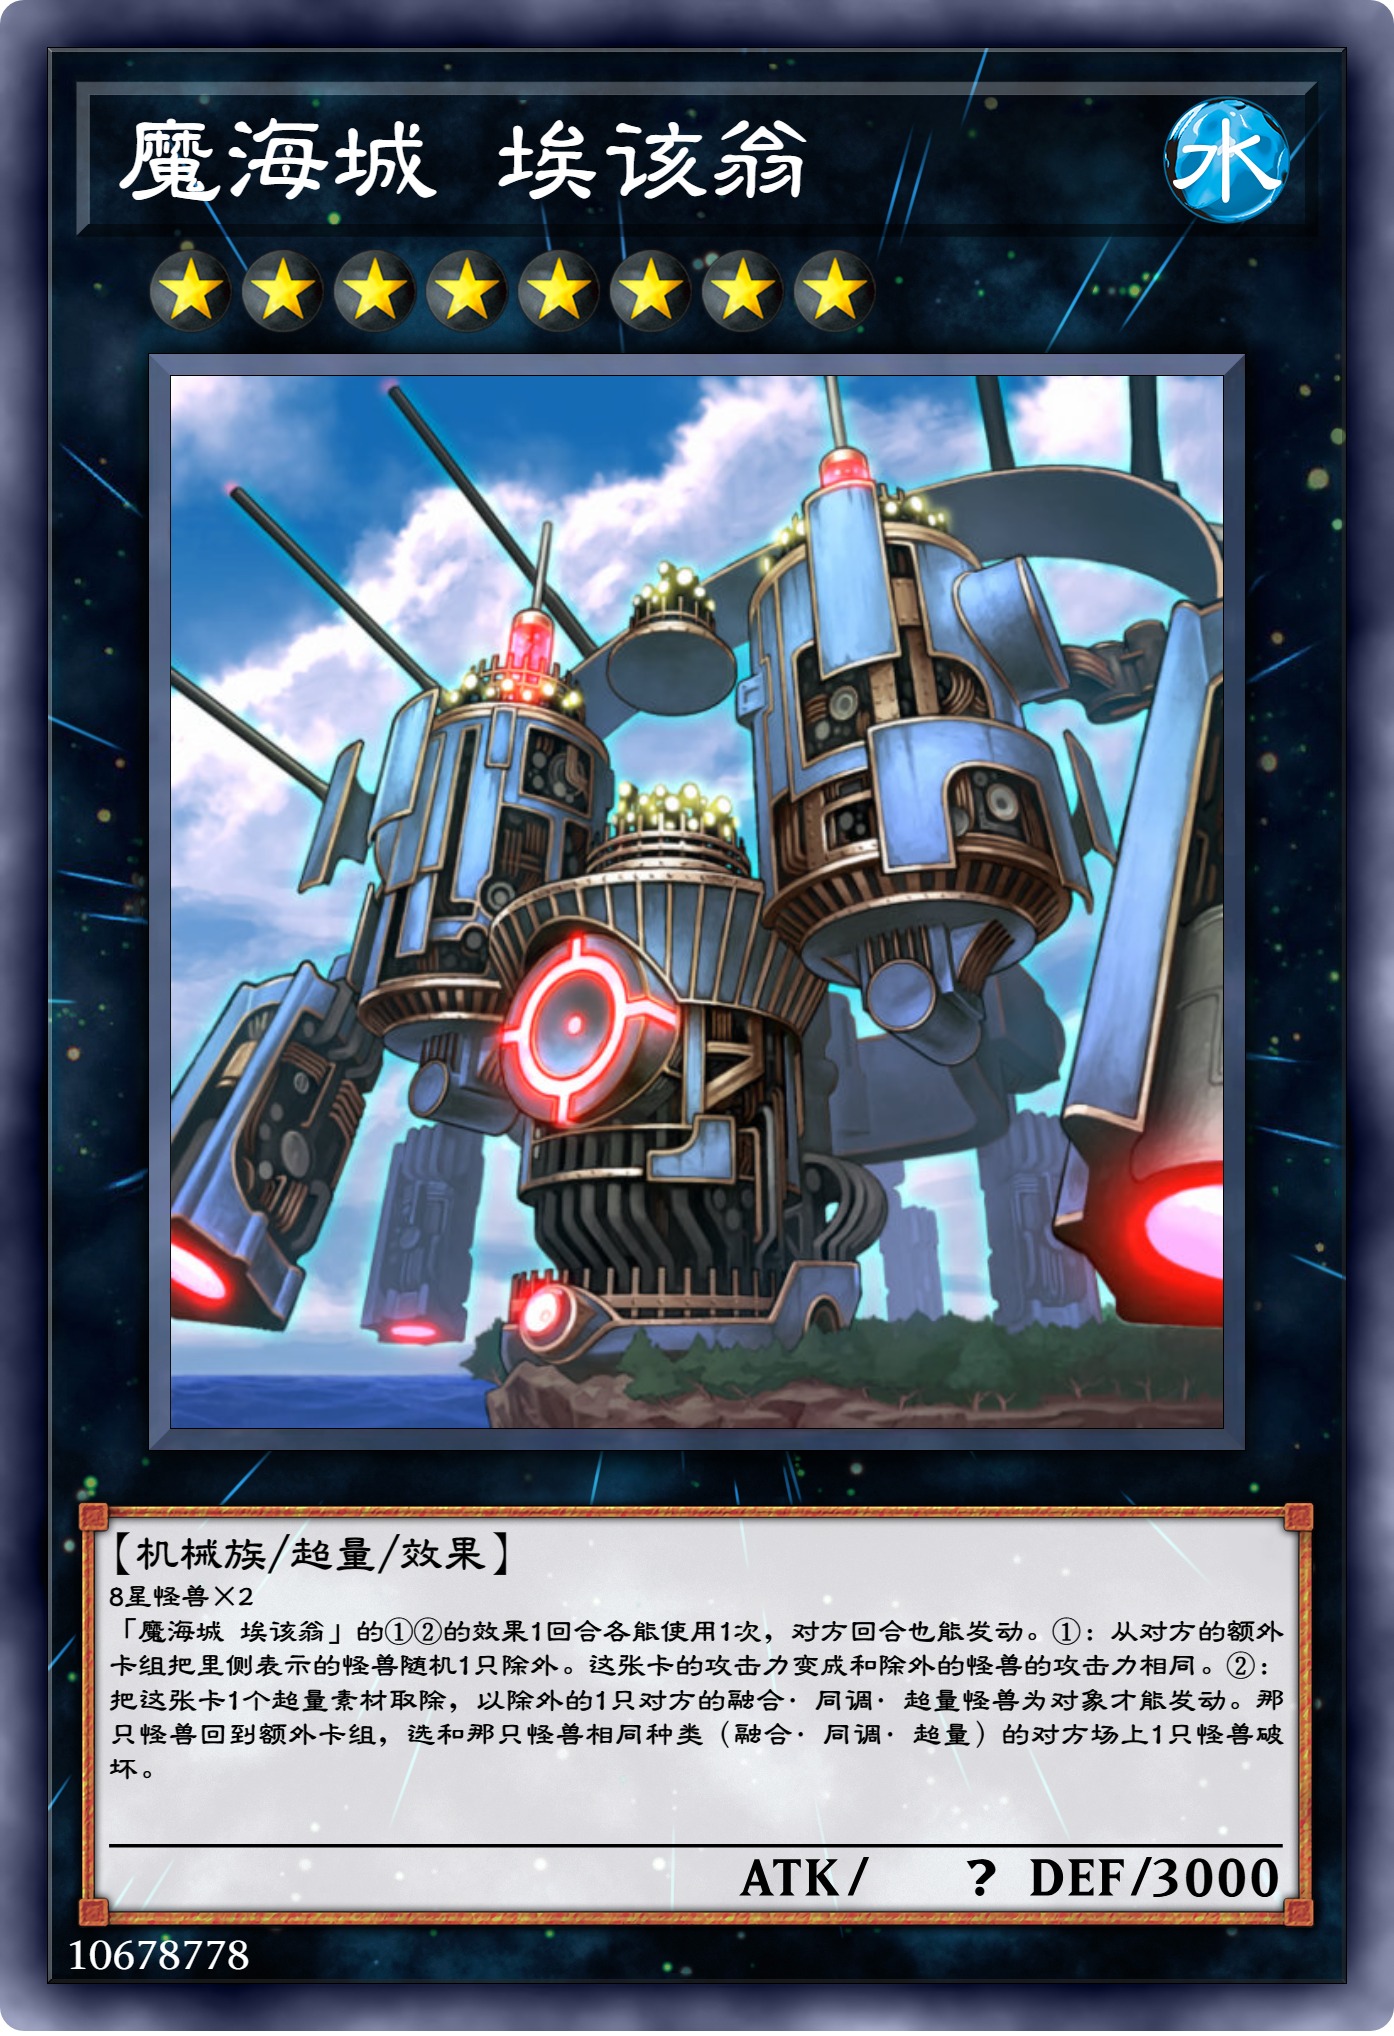 魔海城 埃该翁
水
【机械族/超量/效果】
8星怪兽×2
「魔海城 埃该翁」的①②的效果1回合各能使用1次，对方回合也能发动。①：从对方的额外
卡组把里侧表示的怪兽随机1只除外。这张卡的攻击力变成和除外的怪兽的攻击力相同。②：
把这张卡1个超量素材取除，以除外的1只对方的融合·同调·超量怪兽为对象才能发动。那
只怪兽回到额外卡组，选和那只怪兽相同种类（融合·同调·超量）的对方场上1只怪兽破
坏。
ATK/ ? DEF/3000
10678778